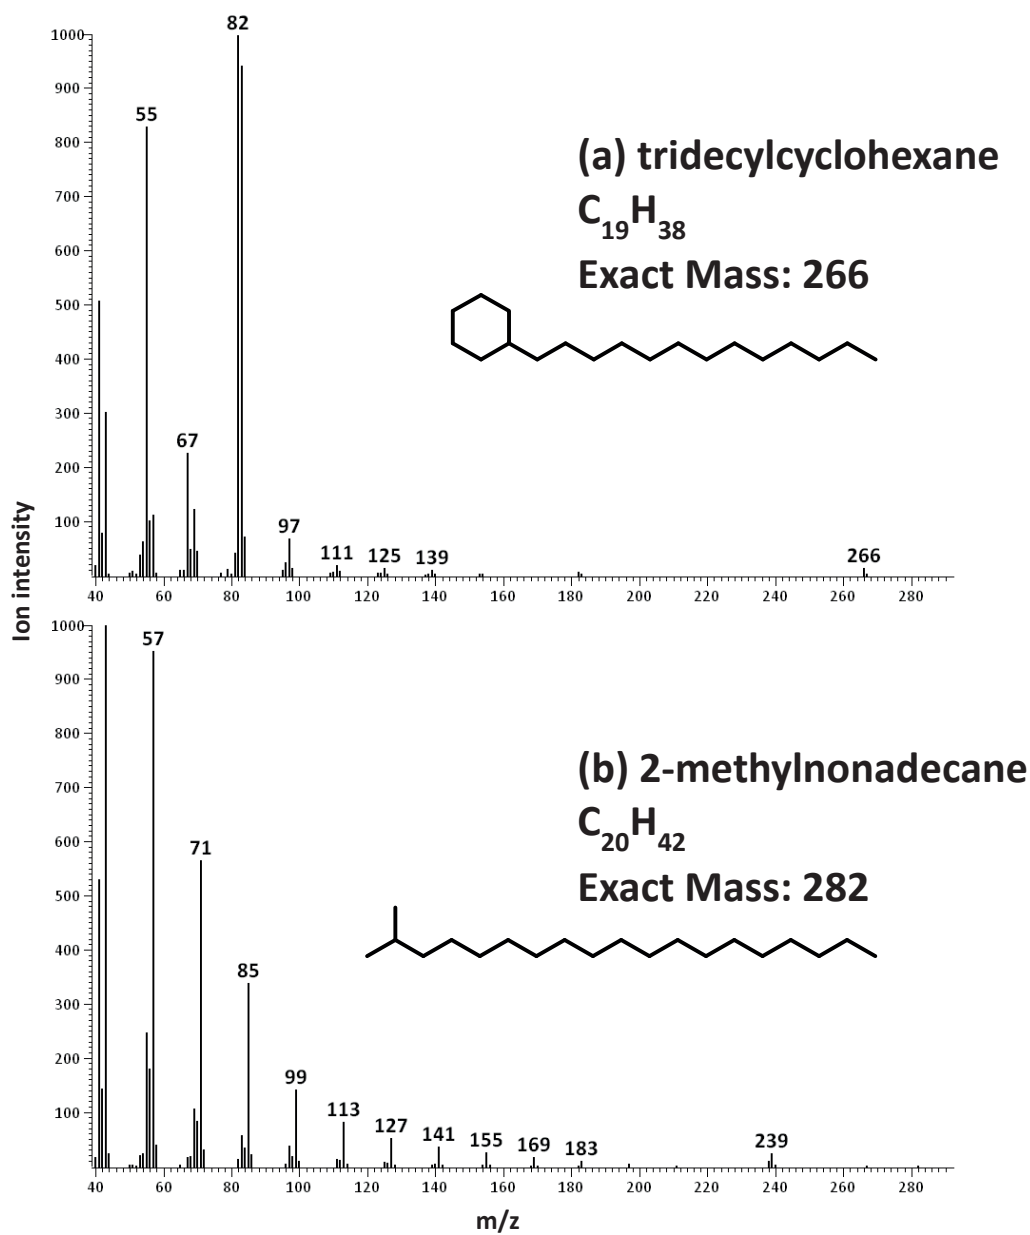 82
1000
900
55
800
(a) tridecylcyclohexane
700
C19H38
600
Exact Mass: 266
500
400
67
300
200
97
100
111 125 139
266
40 60 80 100 120 140 160 180 200 220 240 260 280
Ion intensity
1000
57
900
800
(b) 2-methylnonadecane
700
C20H42
71
600
Exact Mass: 282
500
85
400
300
99
200
113
127
100
141 155 169 183
239
40 60 80 100 120 140 160 180 200 220 240 260 280
m/z